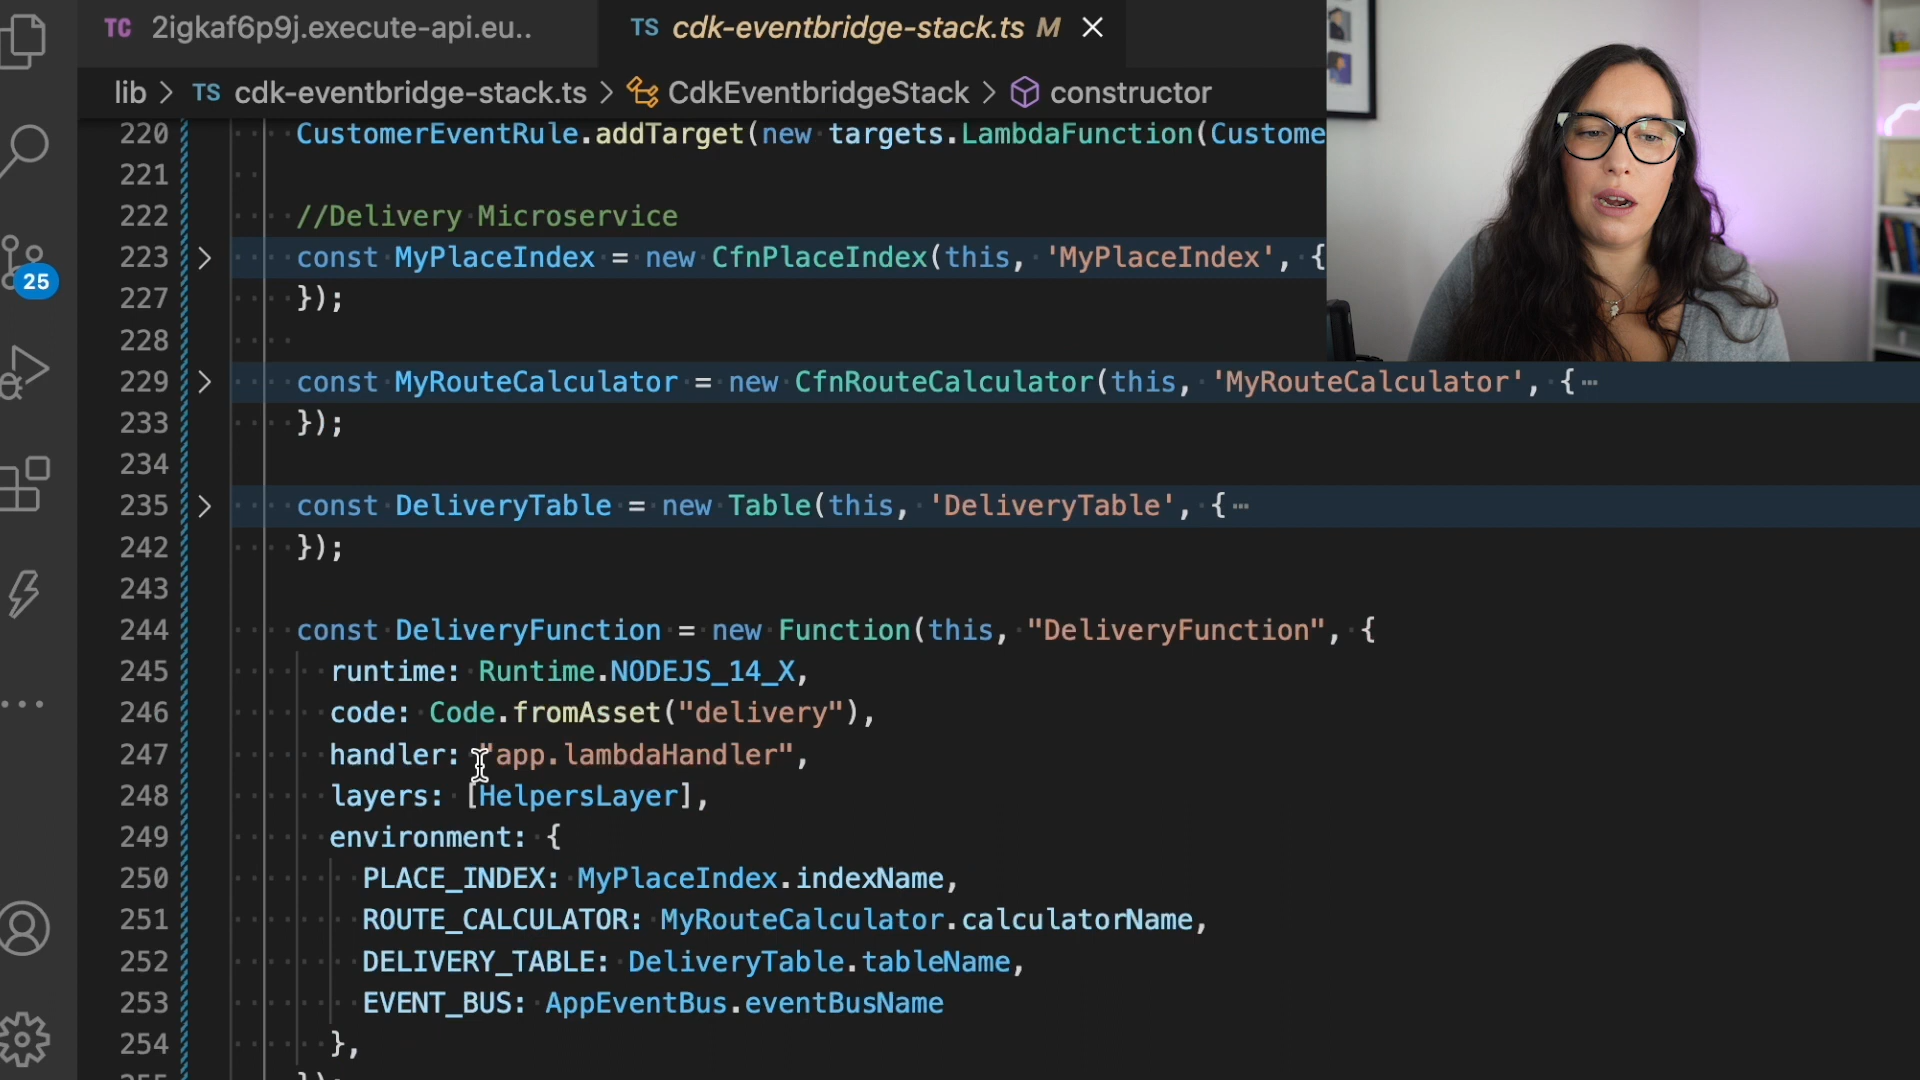 TC 2igkaf6p9j.execute-api.eu..
TS cdk-eventbridge-stack.ts M
lib > TS cdk-eventbridge-stack.ts > CdkEventbridgeStack > constructor
220 CustomerEventRule.addTarget(new targets.LambdaFunction(Custome
221
222 //Delivery Microservice
223 const MyPlaceIndex = new CfnPlaceIndex(this, 'MyPlaceIndex', {
227 });
228
229 const MyRouteCalculator = new CfnRouteCalculator(this, 'MyRouteCalculator', {…
233 });
234
235 const DeliveryTable = new Table(this, 'DeliveryTable', {…
242 });
243
244 const DeliveryFunction = new Function(this, "DeliveryFunction", {
245 runtime: Runtime.NODEJS_14_X,
246 code: Code.fromAsset("delivery"),
247 handler: "app.lambdaHandler",
248 layers: [HelpersLayer],
249 environment: {
250 PLACE_INDEX: MyPlaceIndex.indexName,
251 ROUTE_CALCULATOR: MyRouteCalculator.calculatorName,
252 DELIVERY_TABLE: DeliveryTable.tableName,
253 EVENT_BUS: AppEventBus.eventBusName
254 },
255 });
25